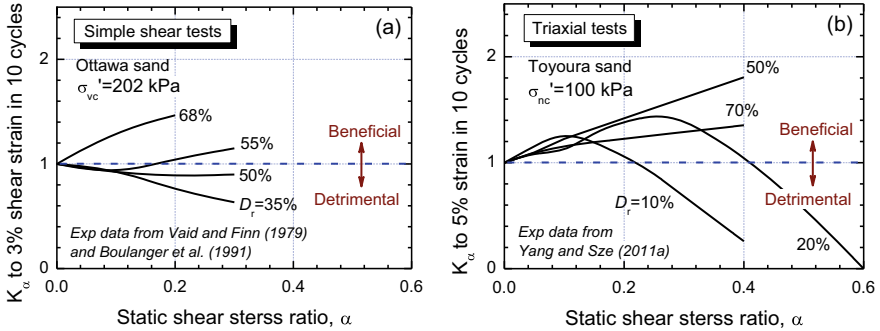 (a)
Simple shear tests
Ottawa sand
σvc'=202 kPa
68%
55%
50%
Dr=35%
Beneficial
Detrimental
Exp data from Vaid and Finn (1979)
and Boulanger et al. (1991)
Kα to 3% shear strain in 10 cycles
2
1
0
0.0
0.2
0.4
0.6
Static shear sterss ratio, α
(b)
Triaxial tests
Toyoura sand
σnc'=100 kPa
50%
70%
Beneficial
Detrimental
Dr=10%
20%
Exp data from
Yang and Sze (2011a)
Kα to 5% strain in 10 cycles
2
1
0
0.0
0.2
0.4
0.6
Static shear sterss ratio, α